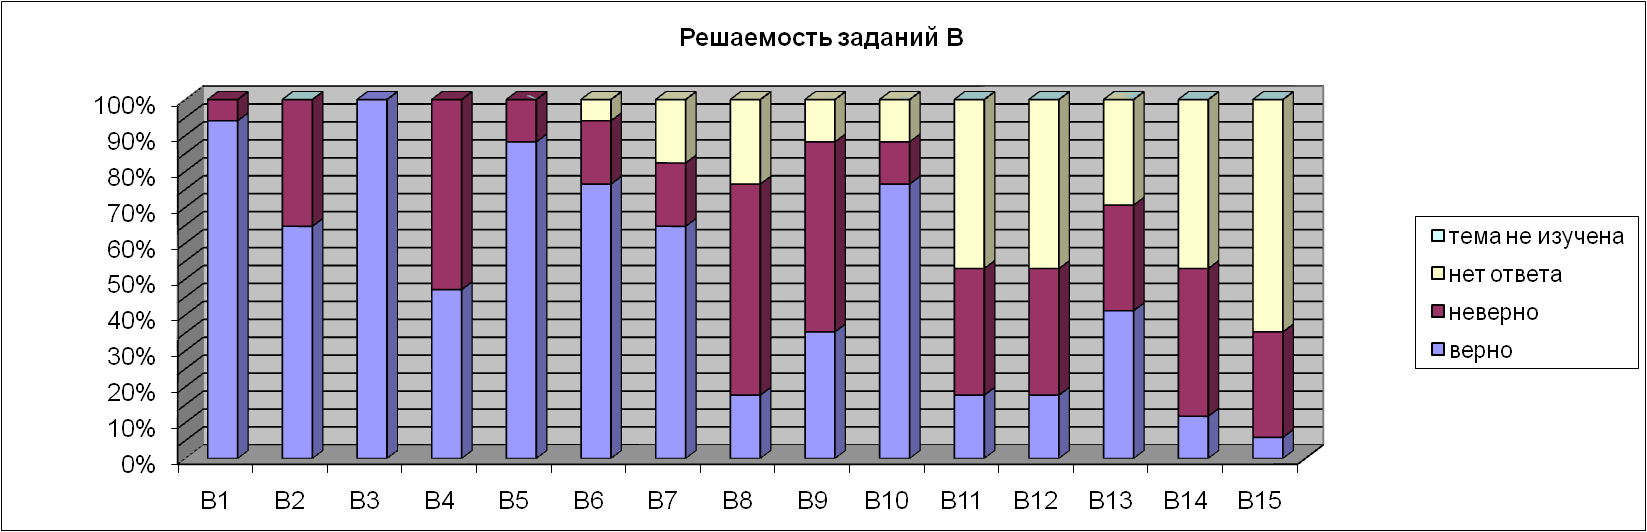 Решаемость заданий В
100%
90%
80%
70%
60%
50%
40%
30%
20%
10%
0%
В1 В2 В3 В4 В5 В6 В7 В8 В9 В10 В11 В12 В13 В14 В15
тема не изучена
нет ответа
неверно
верно